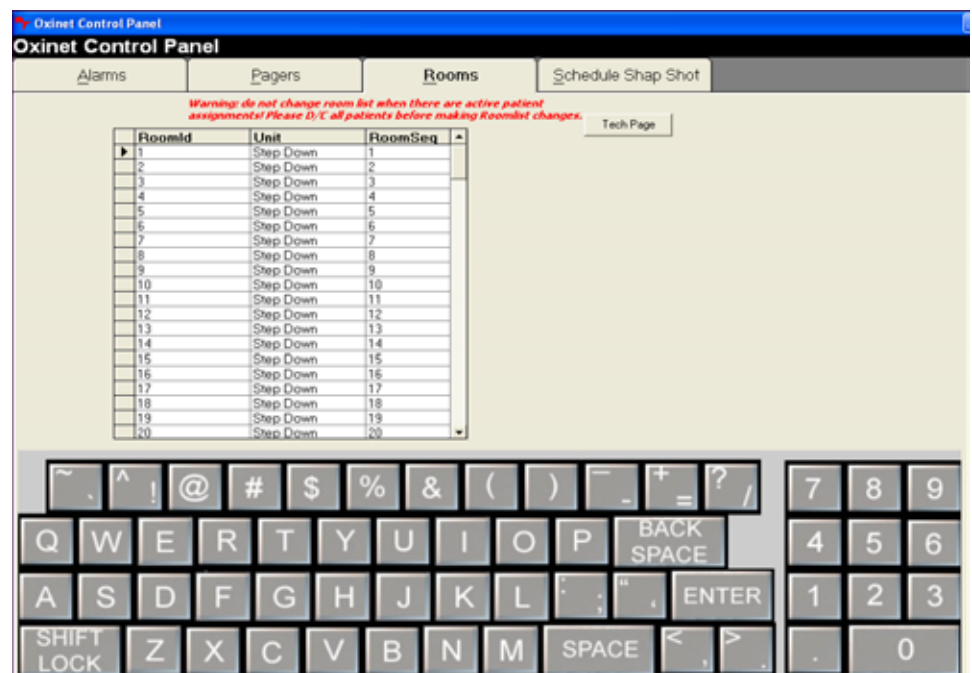 Oxinet Control Panel
Oxinet Control Panel
Alarms Pagers Rooms Schedule Shap Shot
Warning: do not change room list when there are active patient
assignments! Please D/C all patients before making Roomlist changes.
Tech Page
RoomId Unit RoomSeq
1 Step Down 1
2 Step Down 2
3 Step Down 3
4 Step Down 4
5 Step Down 5
6 Step Down 6
7 Step Down 7
8 Step Down 8
9 Step Down 9
10 Step Down 10
11 Step Down 11
12 Step Down 12
13 Step Down 13
14 Step Down 14
15 Step Down 15
16 Step Down 16
17 Step Down 17
18 Step Down 18
19 Step Down 19
20 Step Down 20
~ ` ^ ! @ # $ % & ( ) — - + = ? / 7 8 9
Q W E R T Y U I O P BACK SPACE 4 5 6
A S D F G H J K L : ; “ ‘ ENTER 1 2 3
SHIFT LOCK Z X C V B N M SPACE < , > . . 0